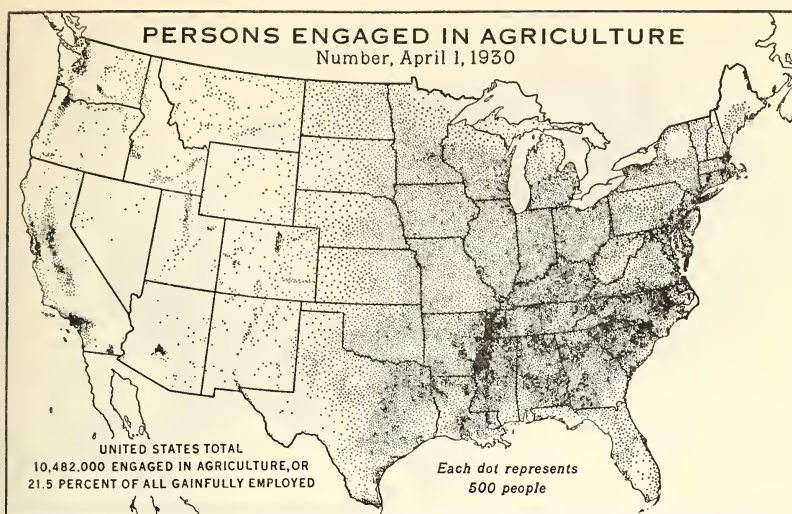 PERSONS ENGAGED IN AGRICULTURE
Number, April 1, 1930
UNITED STATES TOTAL
10,482,000 ENGAGED IN AGRICULTURE, OR
21.5 PERCENT OF ALL GAINFULLY EMPLOYED
Each dot represents
500 people